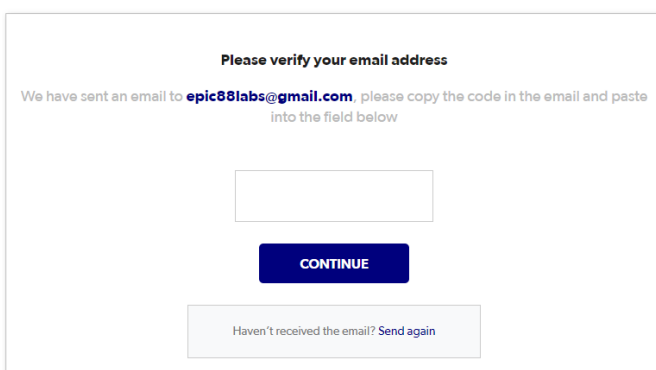 Please verify your email address
We have sent an email to epic88labs@gmail.com, please copy the code in the email and paste
into the field below
CONTINUE
Haven't received the email? Send again